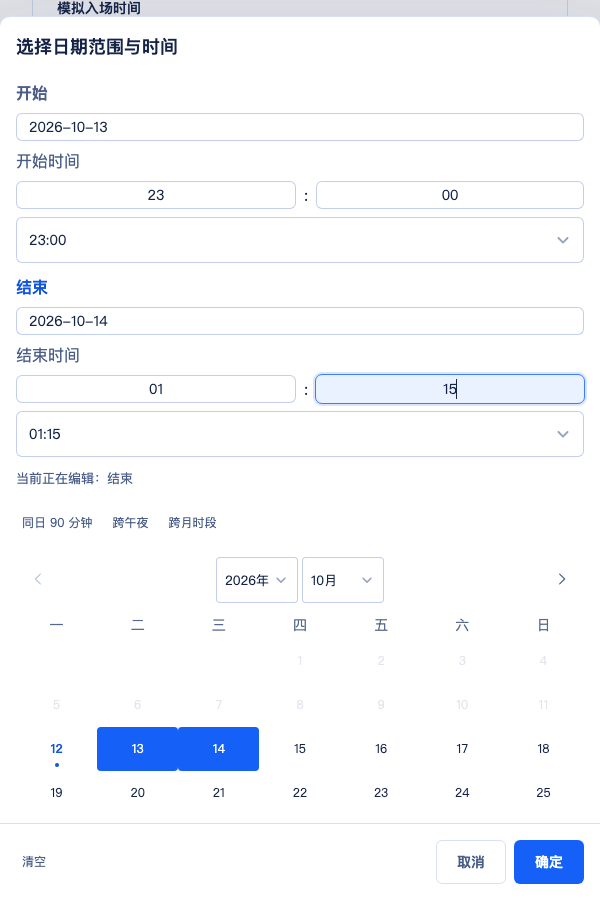 模拟入场时间
选择日期范围与时间
开始
2026-10-13
开始时间
23 : 00
23:00
结束
2026-10-14
结束时间
01 : 15
01:15
当前正在编辑：结束
同日 90 分钟 跨午夜 跨月时段
2026年 10月
一 二 三 四 五 六 日
1 2 3 4
5 6 7 8 9 10 11
12 13 14 15 16 17 18
19 20 21 22 23 24 25
清空 取消 确定